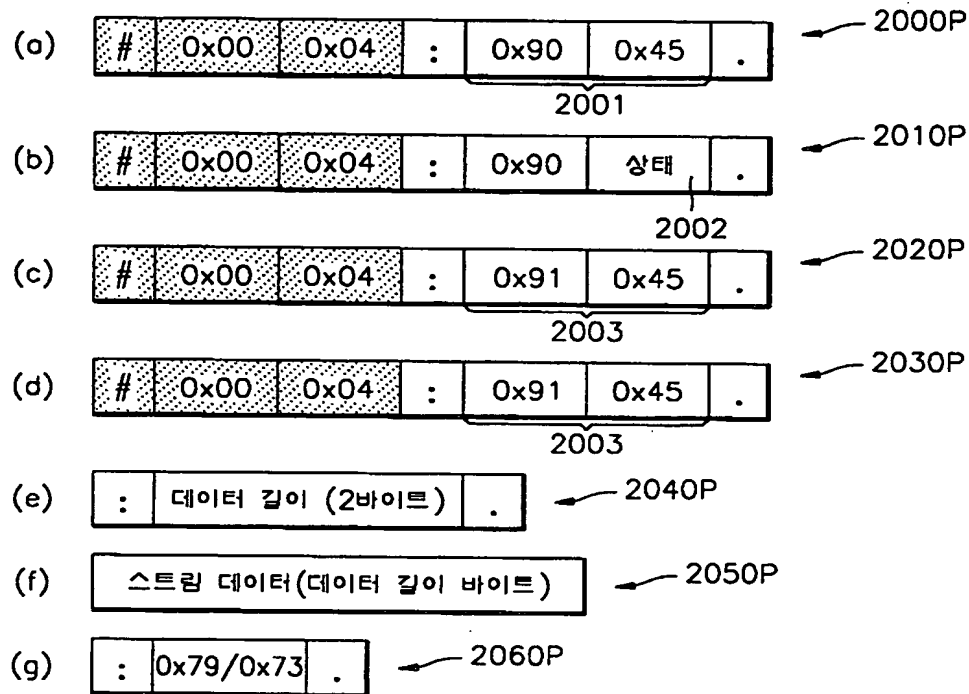 (a) # 0x00 0x04 : 0x90 0x45 . 2000P
2001
(b) # 0x00 0x04 : 0x90 상태 . 2010P
2002
(c) # 0x00 0x04 : 0x91 0x45 . 2020P
2003
(d) # 0x00 0x04 : 0x91 0x45 . 2030P
2003
(e) : 데이터 길이 (2바이트) . 2040P
(f) 스트림 데이터(데이터 길이 바이트) 2050P
(g) : 0x79/0x73 . 2060P